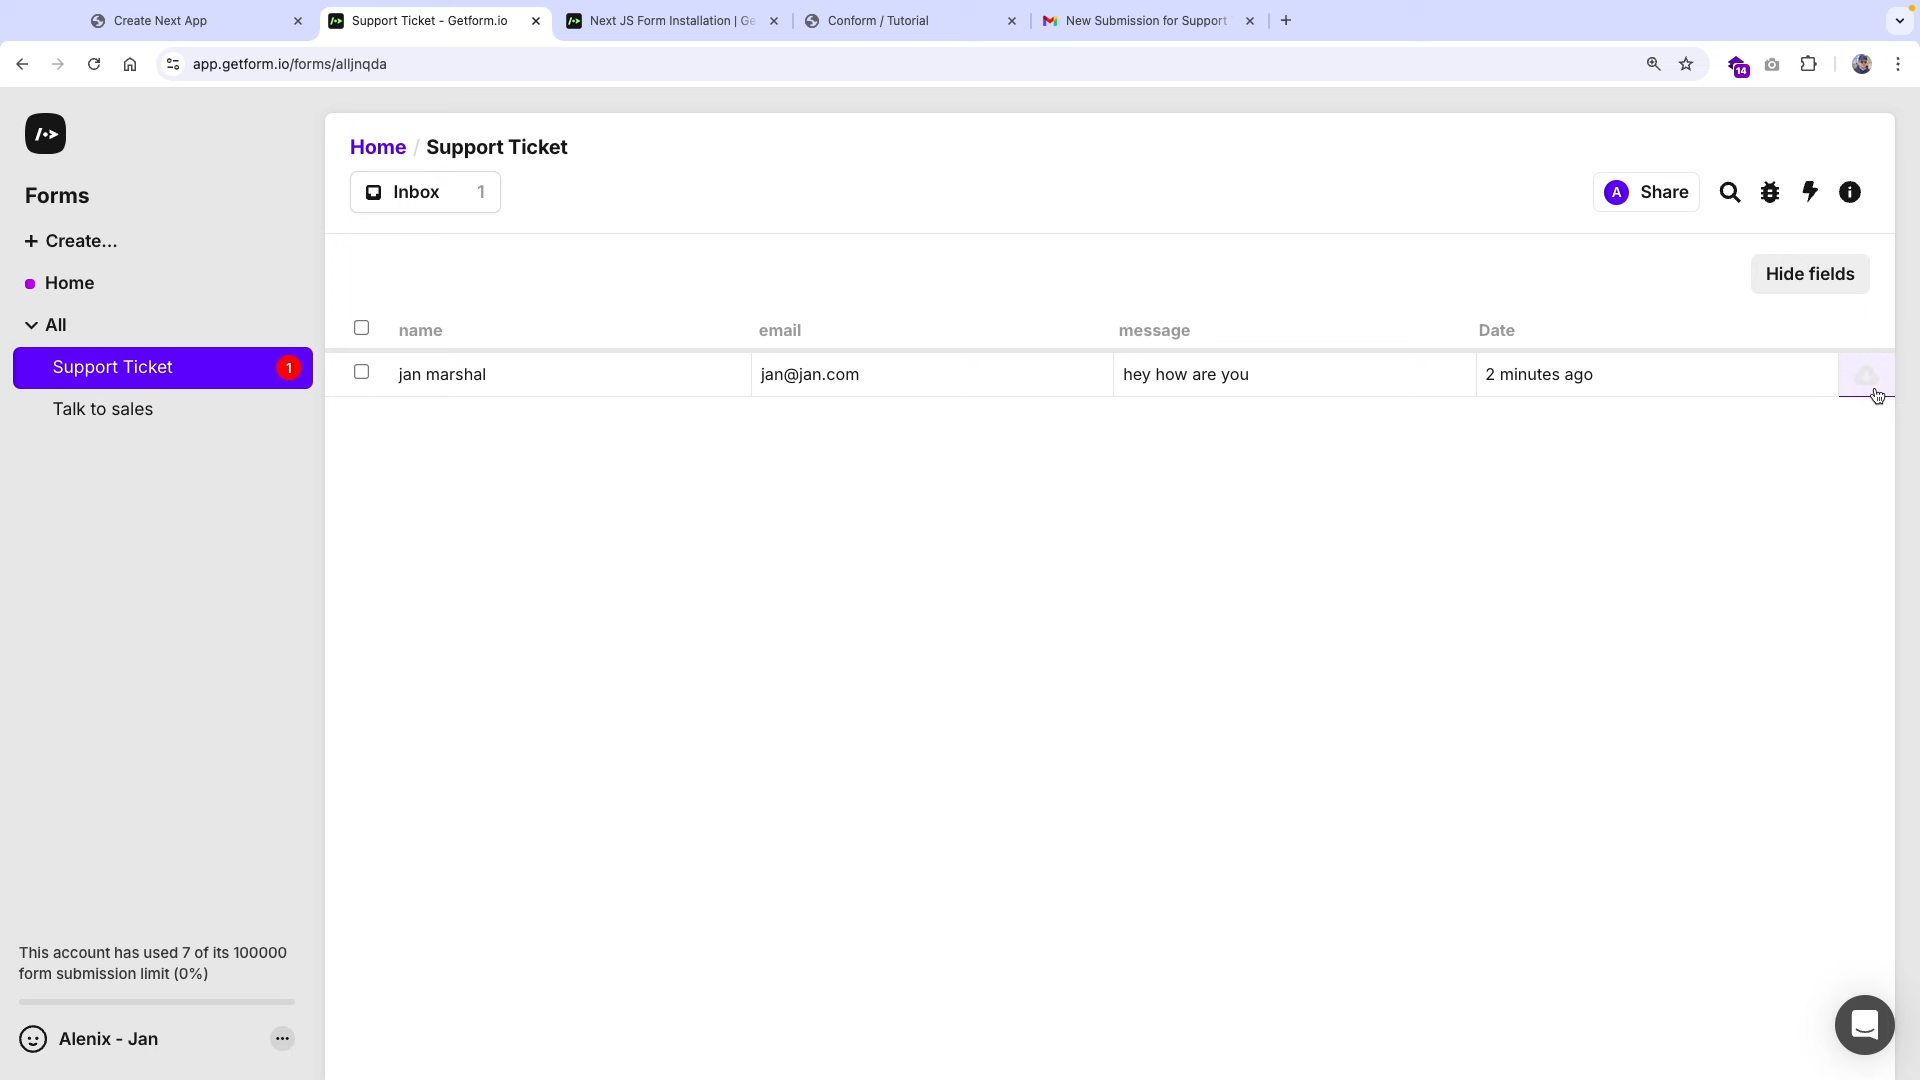 Create Next App
Support Ticket - Getform.io
Next JS Form Installation | Ge
Conform / Tutorial
New Submission for Support
app.getform.io/forms/alljnqda
14
/·>
Forms
+ Create...
Home
All
Support Ticket 1
Talk to sales
Home / Support Ticket
Inbox 1
A Share
Hide fields
name email message Date
jan marshal jan@jan.com hey how are you 2 minutes ago
This account has used 7 of its 100000
form submission limit (0%)
Alenix - Jan